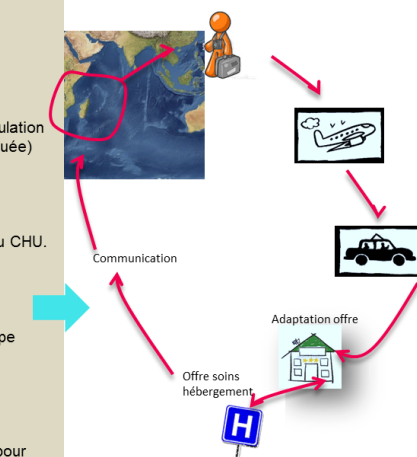 ulation
uée)
u CHU.
Communication
Adaptation offre
pe
Offre soins
hébergement
H
pour